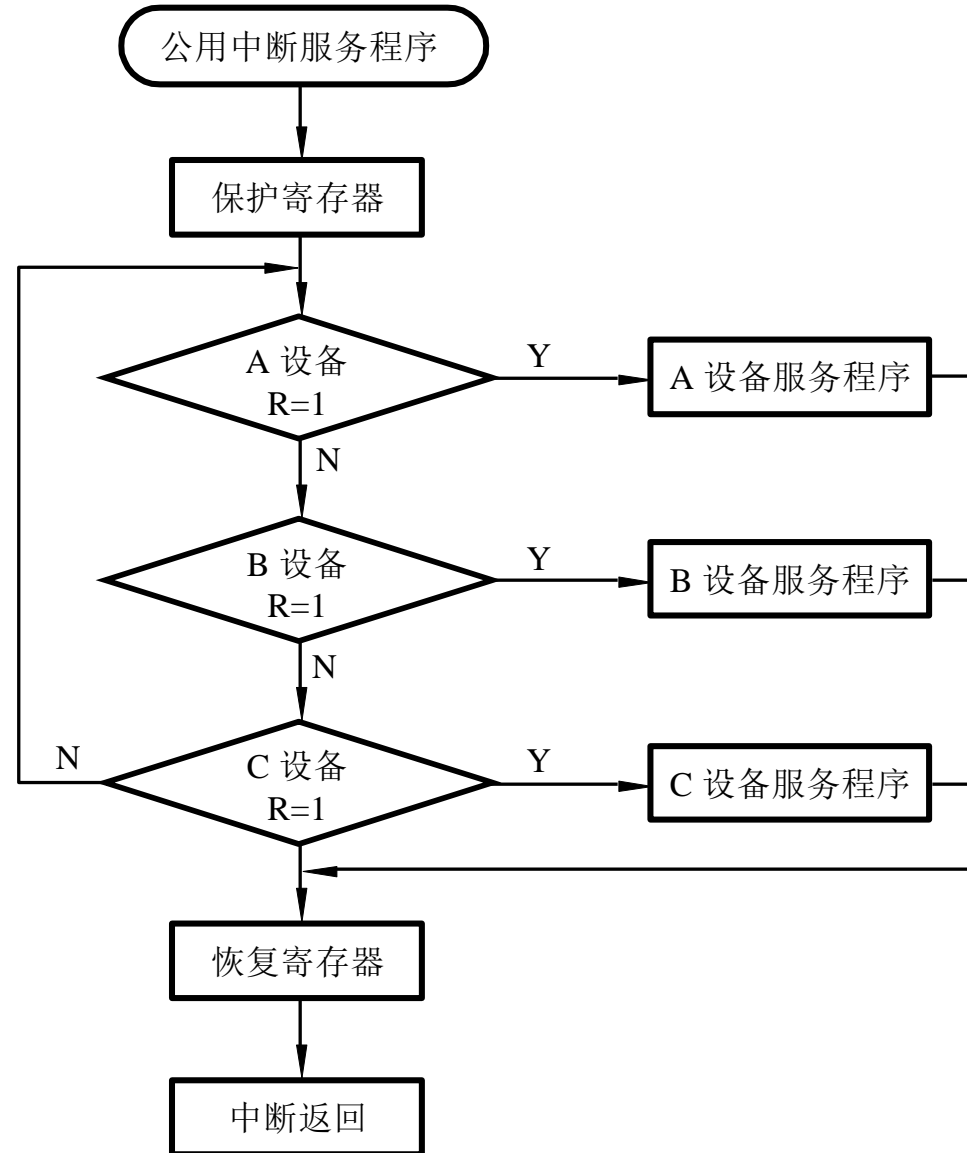 公用中断服务程序
保护寄存器
A 设备
R=1
Y
A 设备服务程序
N
B 设备
R=1
Y
B 设备服务程序
N
N
C 设备
R=1
Y
C 设备服务程序
恢复寄存器
中断返回